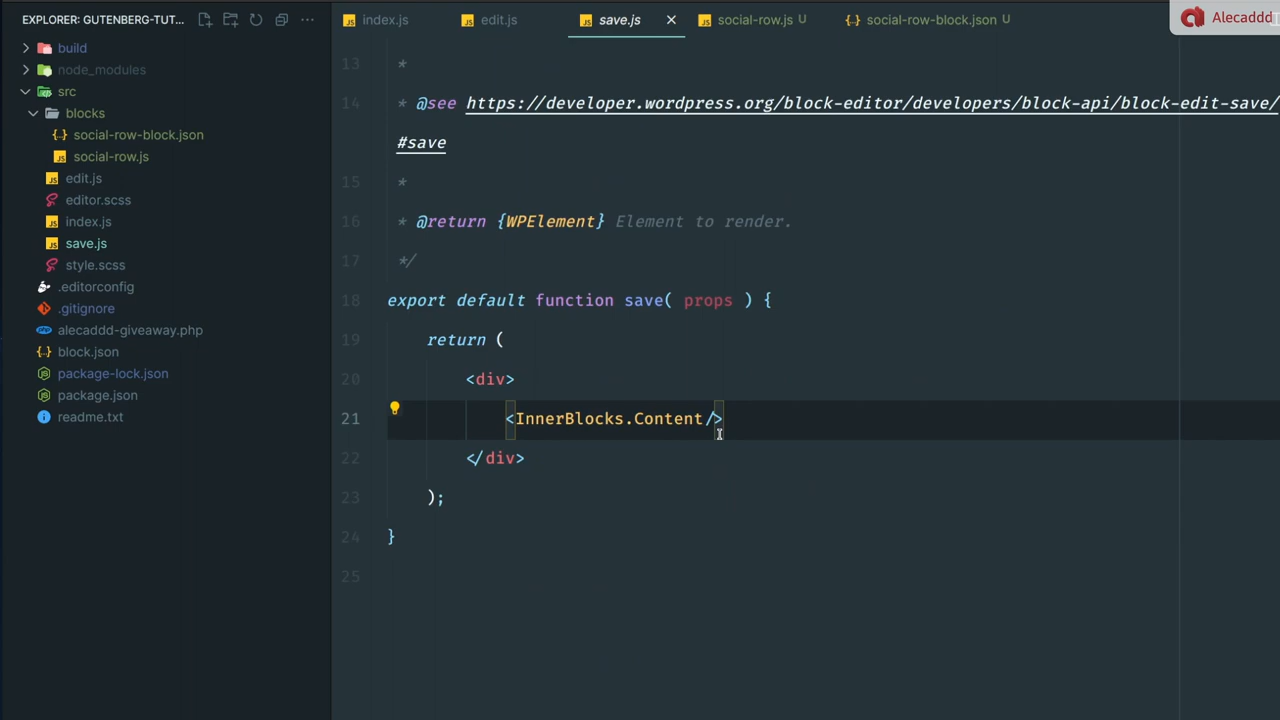 EXPLORER: GUTENBERG-TUT...
build
node_modules
src
blocks
social-row-block.json
social-row.js
edit.js
editor.scss
index.js
save.js
style.scss
.editorconfig
.gitignore
alecaddd-giveaway.php
block.json
package-lock.json
package.json
readme.txt
index.js
edit.js
save.js
social-row.js U
social-row-block.json U
Alecaddd
13 *
14 * @see https://developer.wordpress.org/block-editor/developers/block-api/block-edit-save/
#save
15 *
16 * @return {WPElement} Element to render.
17 */
18 export default function save( props ) {
19 return (
20 <div>
21 <InnerBlocks.Content/>
22 </div>
23 );
24 }
25